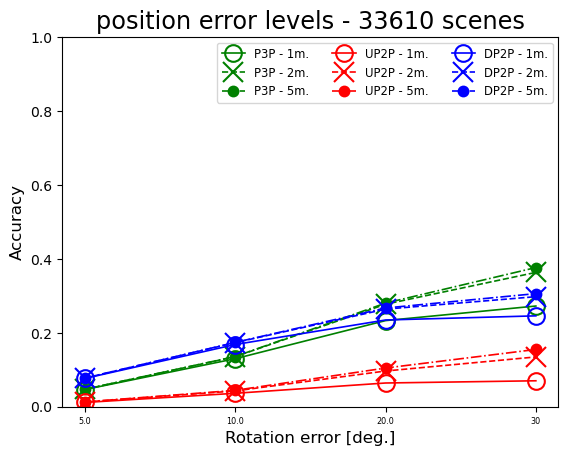 position error levels - 33610 scenes
P3P - 1m. UP2P - 1m. DP2P - 1m.
P3P - 2m. UP2P - 2m. DP2P - 2m.
P3P - 5m. UP2P - 5m. DP2P - 5m.
1.0
0.8
0.6
0.4
0.2
0.0
Accuracy
5.0 10.0 20.0 30
Rotation error [deg.]